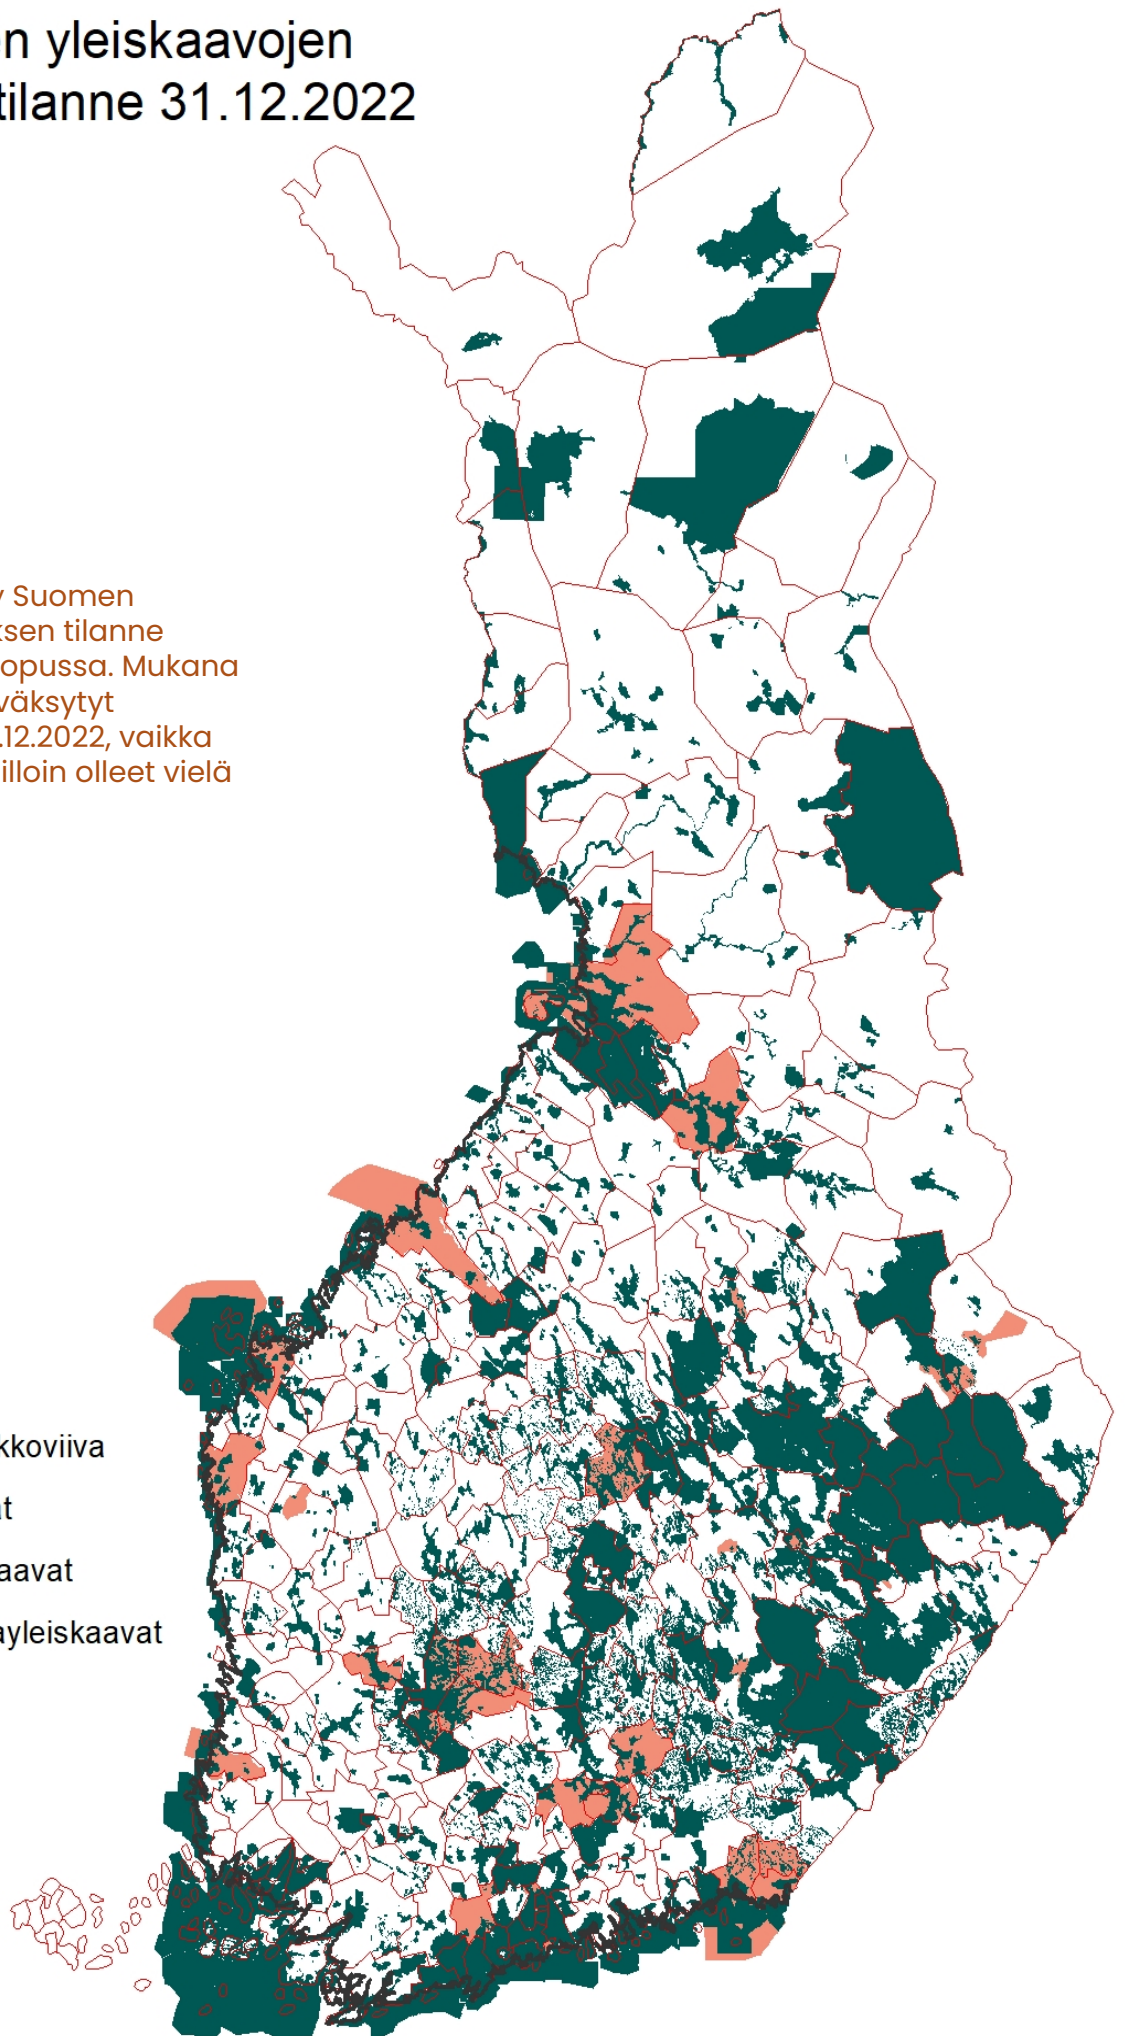 n yleiskaavojen
tilanne 31.12.2022
y Suomen
ksen tilanne
opussa. Mukana
väksytyt
.12.2022, vaikka
illoin olleet vielä
kkoviiva
at
aavat
ayleiskaavat